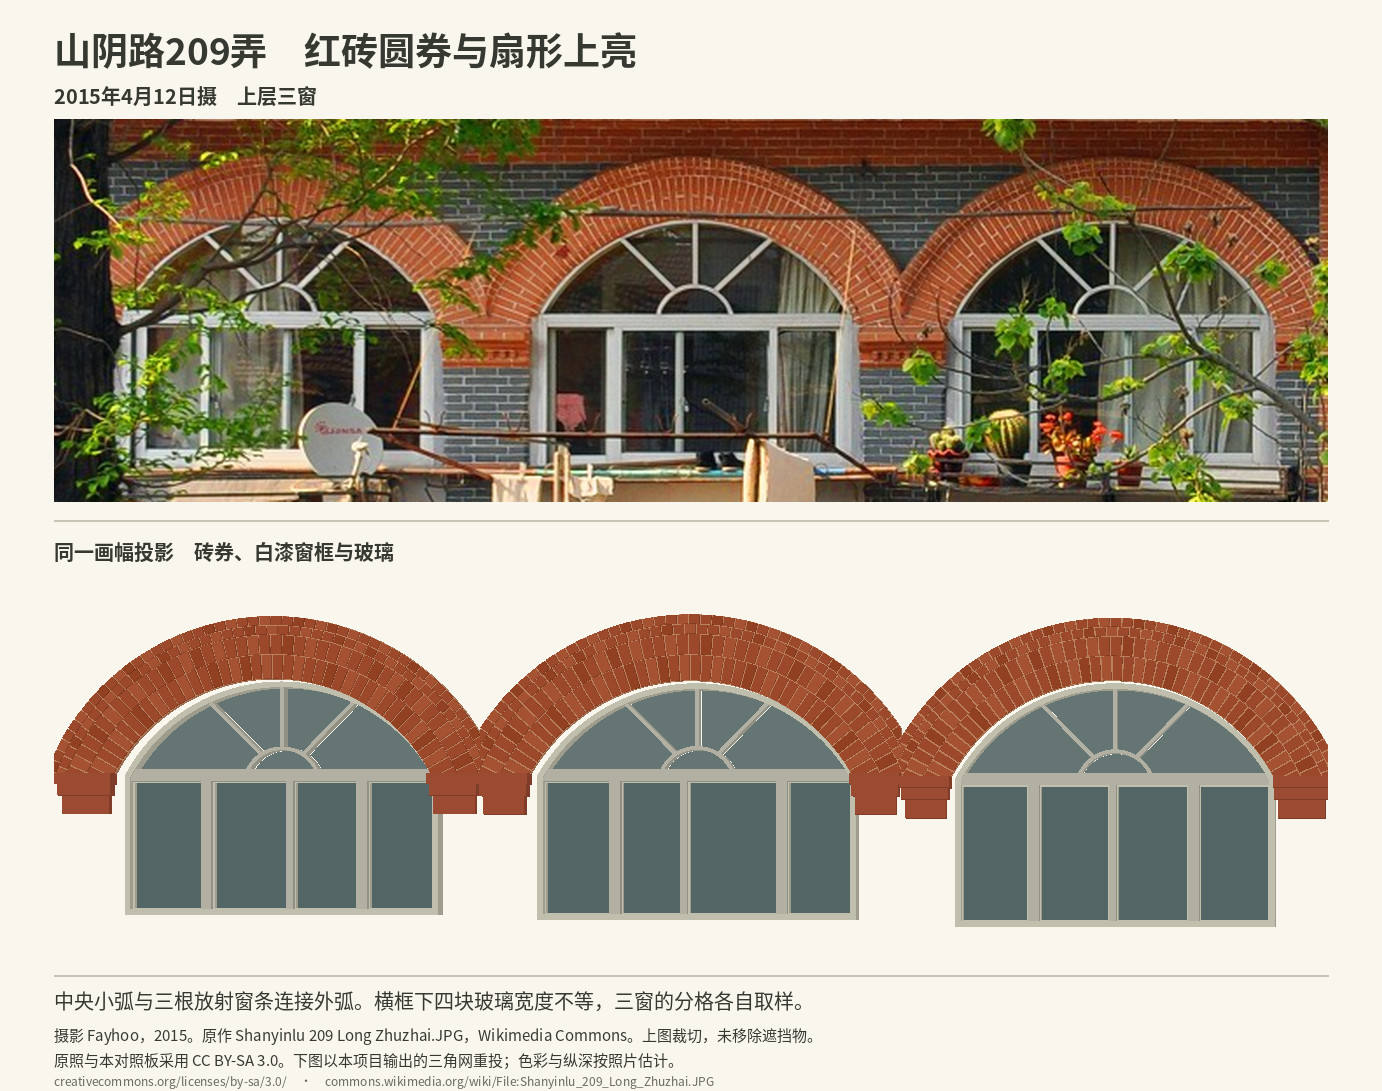 山阴路209弄　红砖圆券与扇形上亮
2015年4月12日摄　上层三窗
同一画幅投影　砖券、白漆窗框与玻璃
中央小弧与三根放射窗条连接外弧。横框下四块玻璃宽度不等，三窗的分格各自取样。
摄影 Fayhoo，2015。原作 Shanyinlu 209 Long Zhuzhai.JPG，Wikimedia Commons。上图裁切，未移除遮挡物。
原照与本对照板采用 CC BY-SA 3.0。下图以本项目输出的三角网重投；色彩与纵深按照片估计。
creativecommons.org/licenses/by-sa/3.0/　·　commons.wikimedia.org/wiki/File:Shanyinlu_209_Long_Zhuzhai.JPG